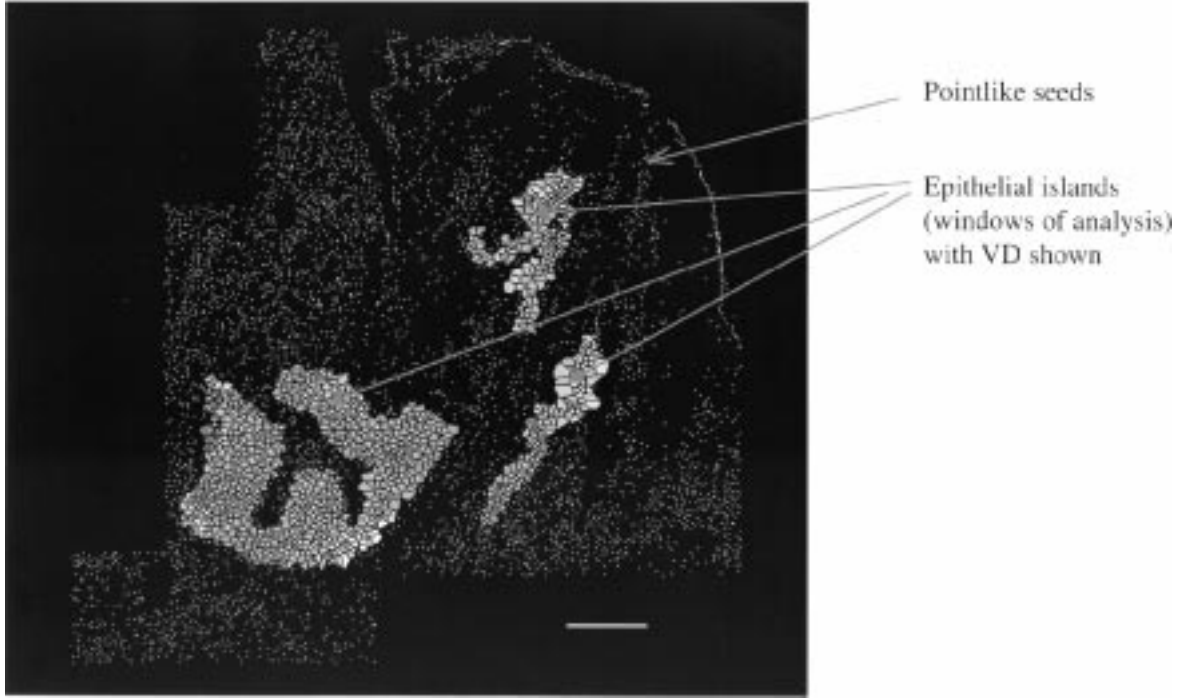 Pointlike seeds
Epithelial islands
(windows of analysis)
with VD shown